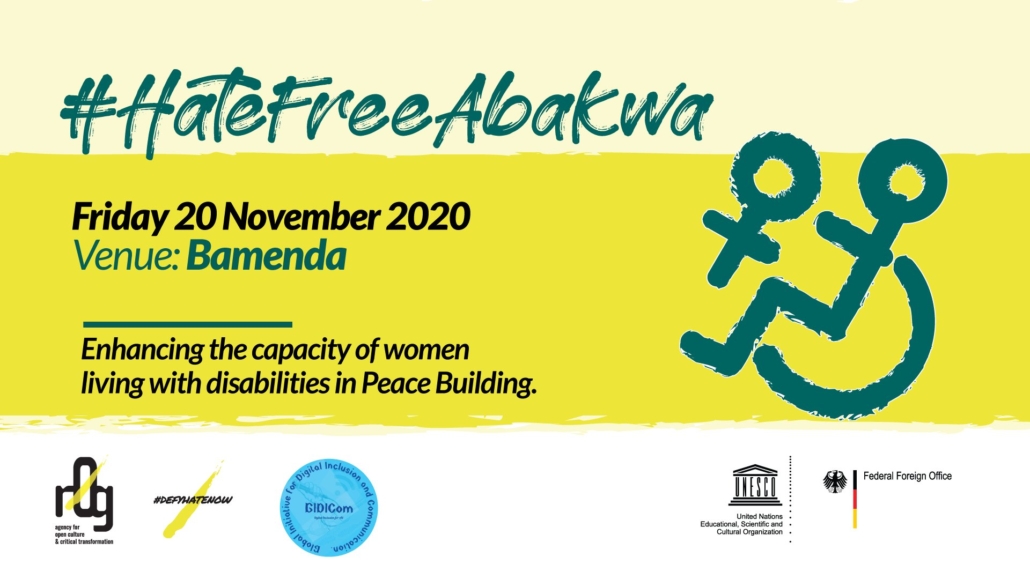 #HateFreeAbakwa
Friday 20 November 2020
Venue: Bamenda
Enhancing the capacity of women
living with disabilities in Peace Building.
r0g
agency for
open culture
& critical transformation
#DEFYHATENOW
Global Initiative for Digital Inclusion and Communication.
GIDICom
UNESCO
United Nations
Educational, Scientific and
Cultural Organization
Federal Foreign Office